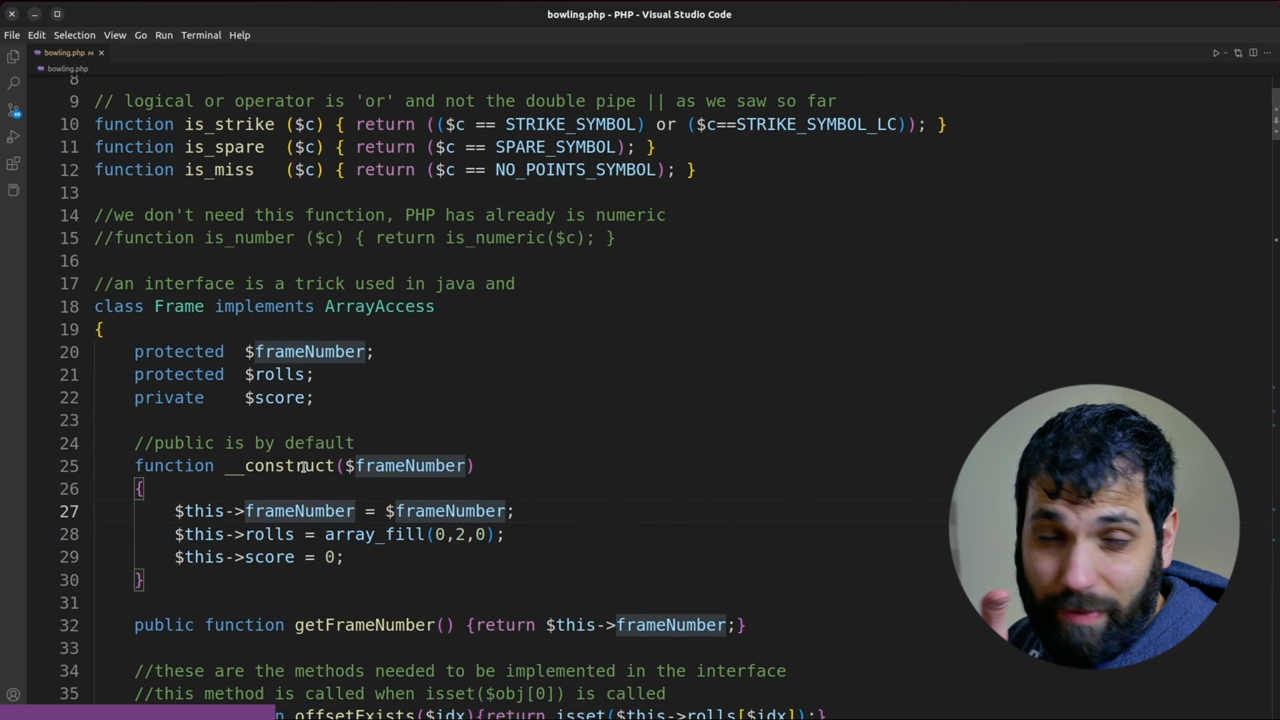 bowling.php - PHP - Visual Studio Code
File Edit Selection View Go Run Terminal Help
bowling.php M
bowling.php
8
9 // logical or operator is 'or' and not the double pipe || as we saw so far
10 function is_strike ($c) { return (($c == STRIKE_SYMBOL) or ($c==STRIKE_SYMBOL_LC)); }
11 function is_spare ($c) { return ($c == SPARE_SYMBOL); }
12 function is_miss ($c) { return ($c == NO_POINTS_SYMBOL); }
13
14 //we don't need this function, PHP has already is numeric
15 //function is_number ($c) { return is_numeric($c); }
16
17 //an interface is a trick used in java and
18 class Frame implements ArrayAccess
19 {
20 protected $frameNumber;
21 protected $rolls;
22 private $score;
23
24 //public is by default
25 function __construct($frameNumber)
26 {
27 $this->frameNumber = $frameNumber;
28 $this->rolls = array_fill(0,2,0);
29 $this->score = 0;
30 }
31
32 public function getFrameNumber() {return $this->frameNumber;}
33
34 //these are the methods needed to be implemented in the interface
35 //this method is called when isset($obj[0]) is called
offsetExists($idx){return isset($this->rolls[$idx]);}